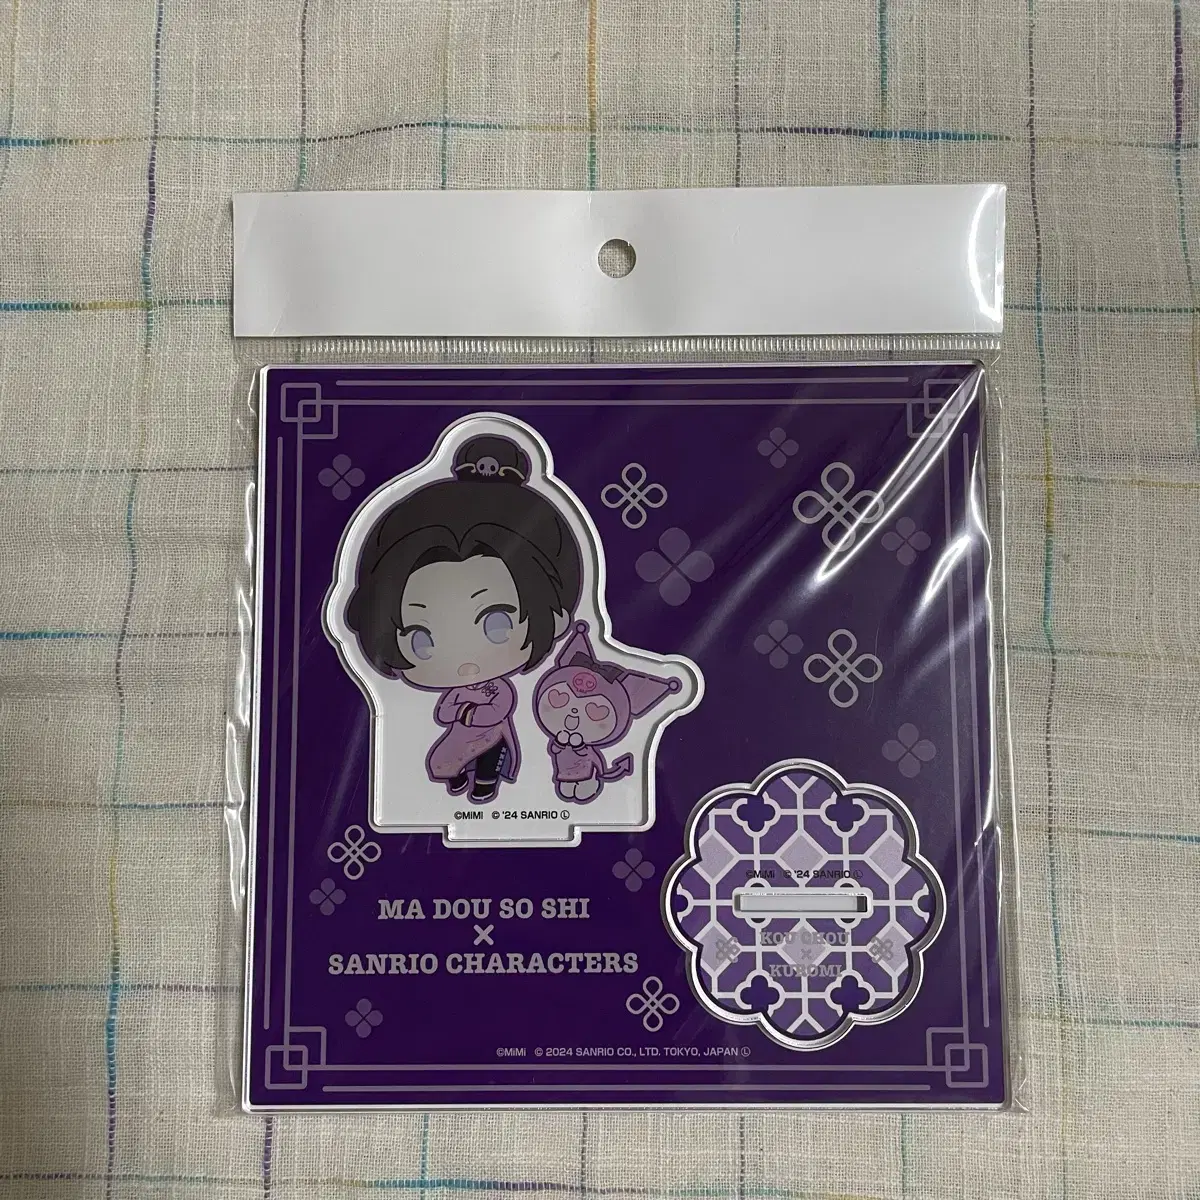 ©MiMi © '24 SANRIO Ⓛ
MA DOU SO SHI
×
SANRIO CHARACTERS
©MiMi © '24 SANRIO Ⓛ
KOU CHOU
×
KUROMI
©MiMi © 2024 SANRIO CO., LTD. TOKYO, JAPAN Ⓛ